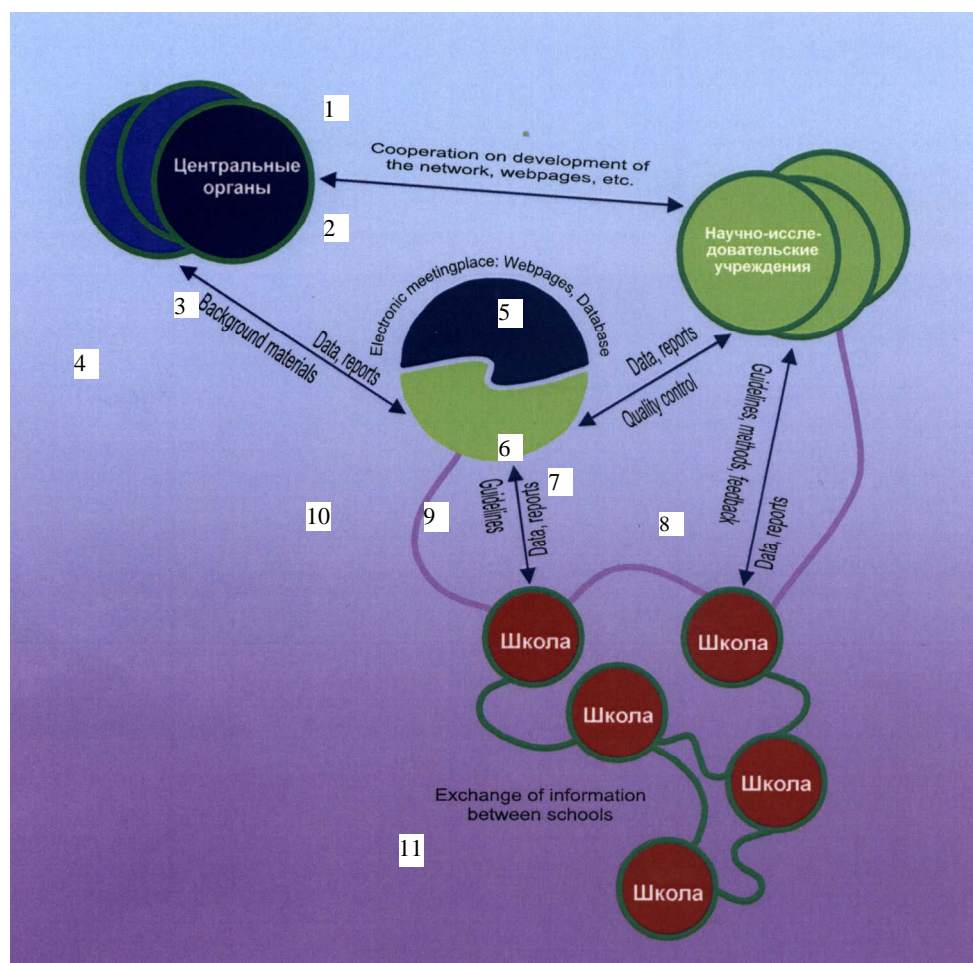 1
Cooperation on development of
the network, webpages, etc.
Центральные
органы
2
Научно-иссле-
довательские
учреждения
Electronic meetingplace: Webpages, Database
3
Background materials
Data, reports
4
5
Data, reports
Quality control
6
7
Guidelines
Data, reports
8
Guidelines, methods, feedback
Data, reports
9
10
Школа
Школа
Школа
Школа
Exchange of information
between schools
11
Школа